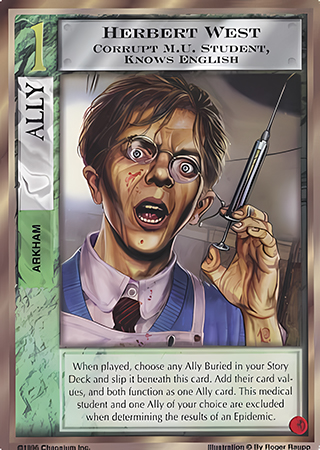 1
HERBERT WEST
CORRUPT M.U. STUDENT,
KNOWS ENGLISH
ALLY
ARKHAM
When played, choose any Ally Buried in your Story
Deck and slip it beneath this card. Add their card val-
ues, and both function as one Ally card. This medical
student and one Ally of your choice are excluded
when determining the results of an Epidemic.
©1996 Chaosium Inc.
Illustration © By Roger Raupp